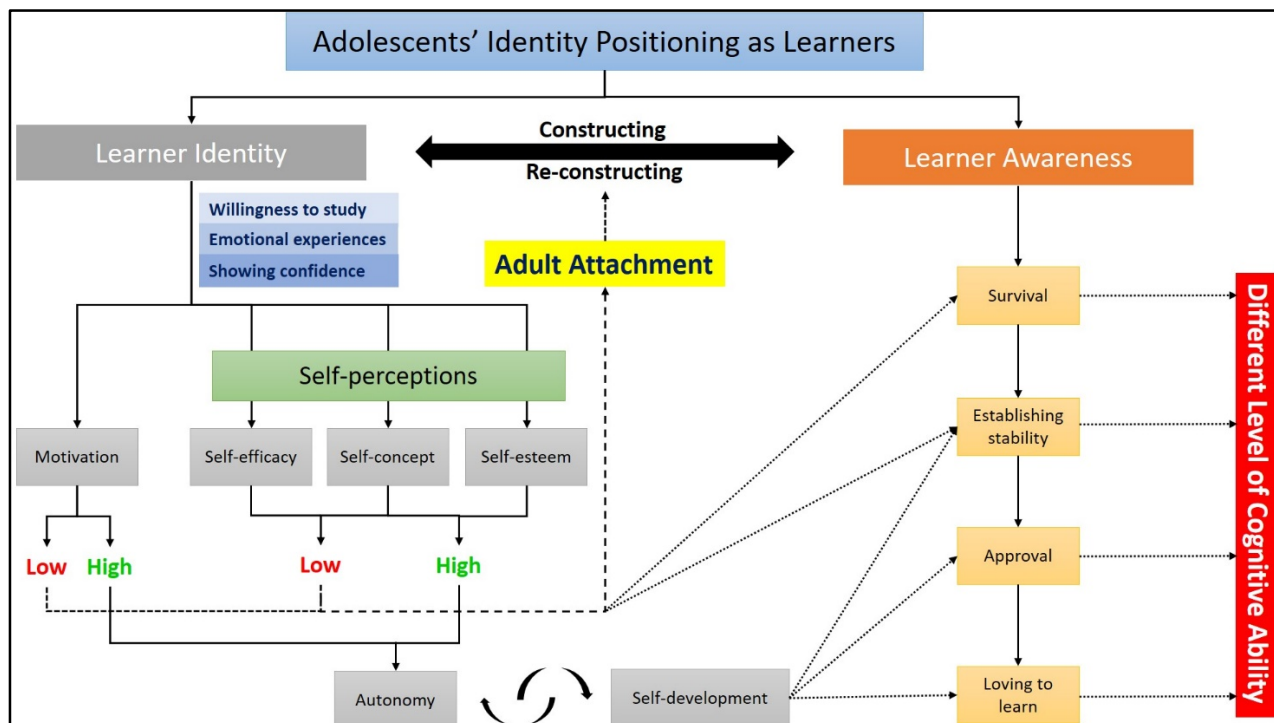 Adolescents’ Identity Positioning as Learners
Learner Identity
Constructing
Re-constructing
Learner Awareness
Willingness to study
Emotional experiences
Showing confidence
Adult Attachment
Survival
Self-perceptions
Establishing
stability
Motivation
Self-efficacy
Self-concept
Self-esteem
Approval
Low
High
Low
High
Autonomy
Self-development
Loving to
learn
Different Level of Cognitive Ability